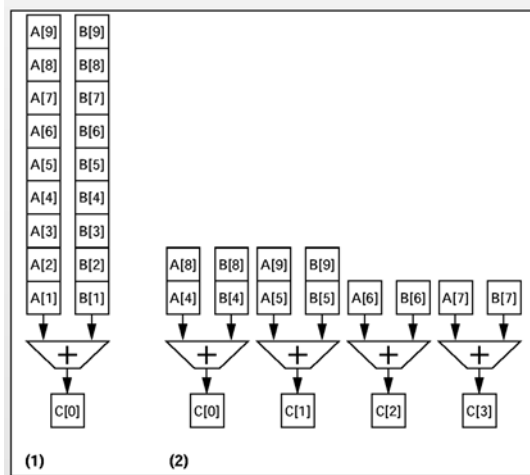 A[9] B[9]
A[8] B[8]
A[7] B[7]
A[6] B[6]
A[5] B[5]
A[4] B[4]
A[3] B[3]
A[2] B[2]
A[1] B[1]
+
C[0]
(1)
A[8] B[8] A[9] B[9]
A[4] B[4] A[5] B[5] A[6] B[6] A[7] B[7]
+ + + +
C[0] C[1] C[2] C[3]
(2)